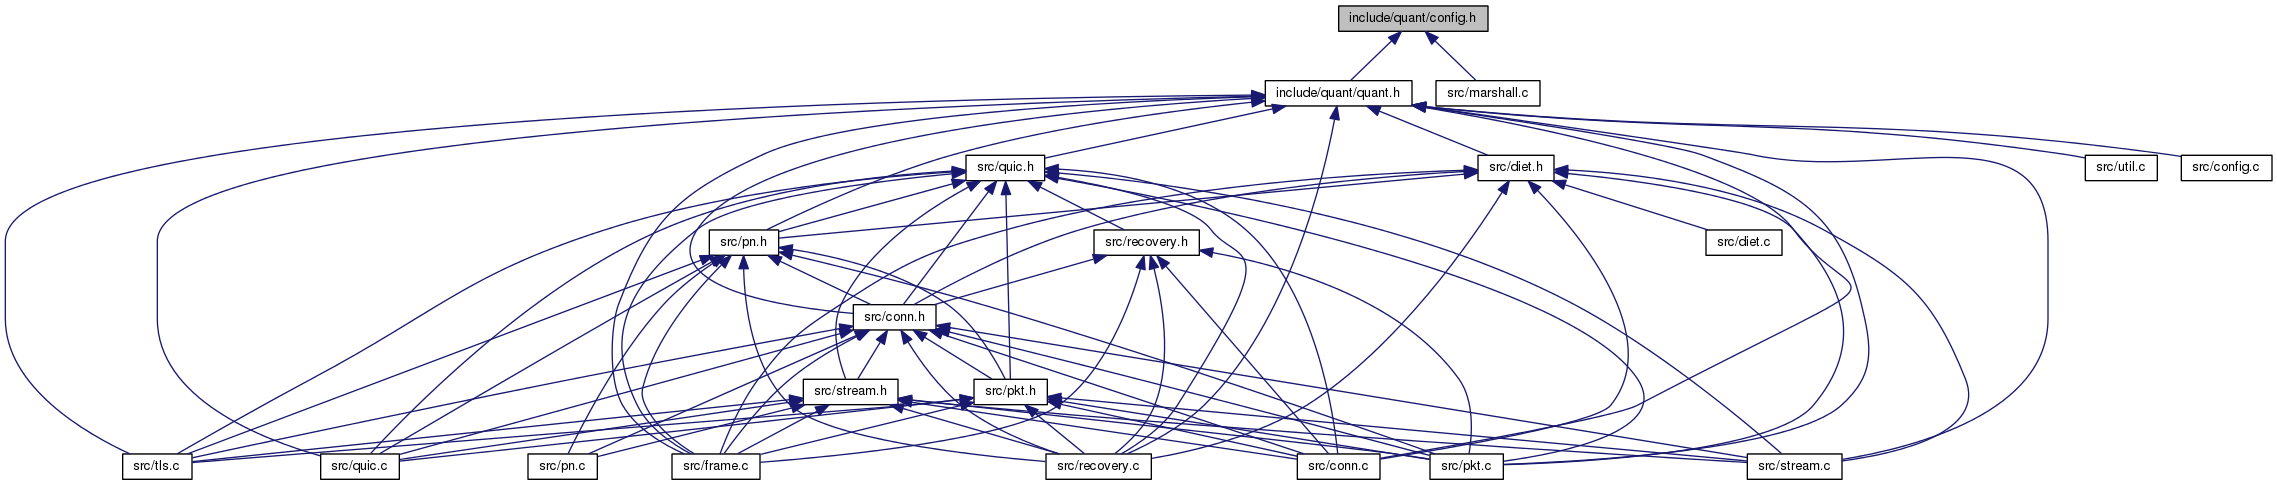 include/quant/config.h
include/quant/quant.h
src/marshall.c
src/quic.h
src/diet.h
src/util.c
src/config.c
src/pn.h
src/recovery.h
src/diet.c
src/conn.h
src/stream.h
src/pkt.h
src/tls.c
src/quic.c
src/pn.c
src/frame.c
src/recovery.c
src/conn.c
src/pkt.c
src/stream.c